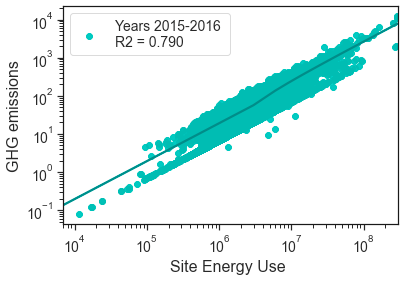 Years 2015-2016
R2 = 0.790
GHG emissions
10⁴
10³
10²
10¹
10⁰
10⁻¹
10⁴ 10⁵ 10⁶ 10⁷ 10⁸
Site Energy Use